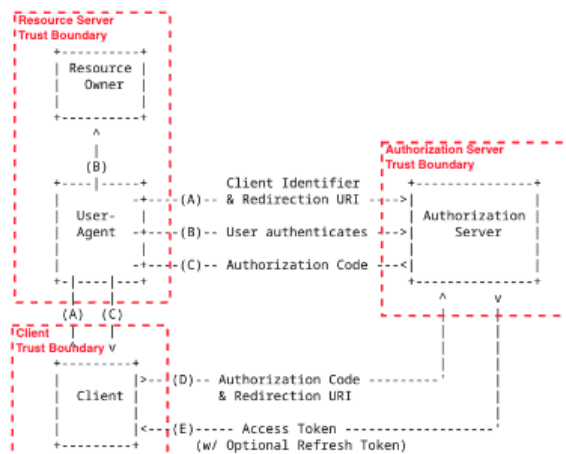 Resource Server
Trust Boundary
Resource
Owner
(B)
Authorization Server
Trust Boundary
Client Identifier
(A)
& Redirection URI
User-
Agent
(B)
User authenticates
Authorization
Server
(C)
Authorization Code
(A) (C)
Client
Trust Boundary
v
Client
(D)
Authorization Code
& Redirection URI
(E)
Access Token
(w/ Optional Refresh Token)